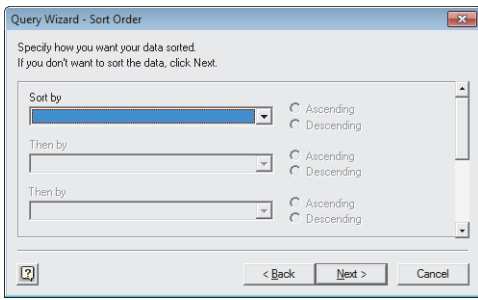 Query Wizard - Sort Order
Specify how you want your data sorted.
If you don't want to sort the data, click Next.
Sort by
Ascending
Descending
Then by
Ascending
Descending
Then by
Ascending
Descending
?
< Back Next > Cancel